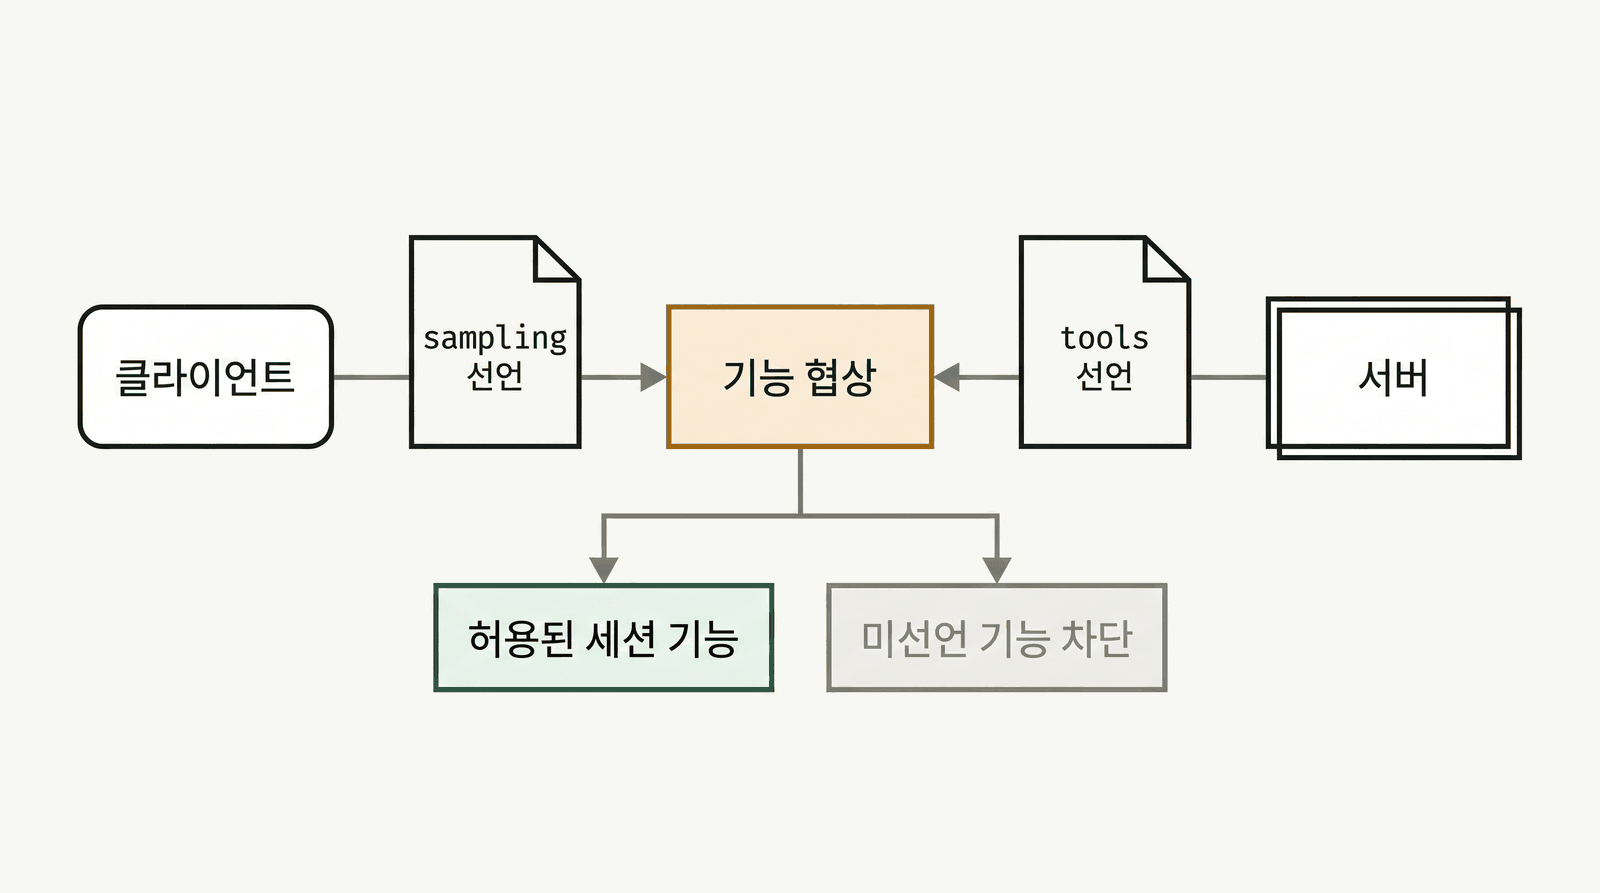 클라이언트
sampling
선언
기능 협상
tools
선언
서버
허용된 세션 기능
미선언 기능 차단